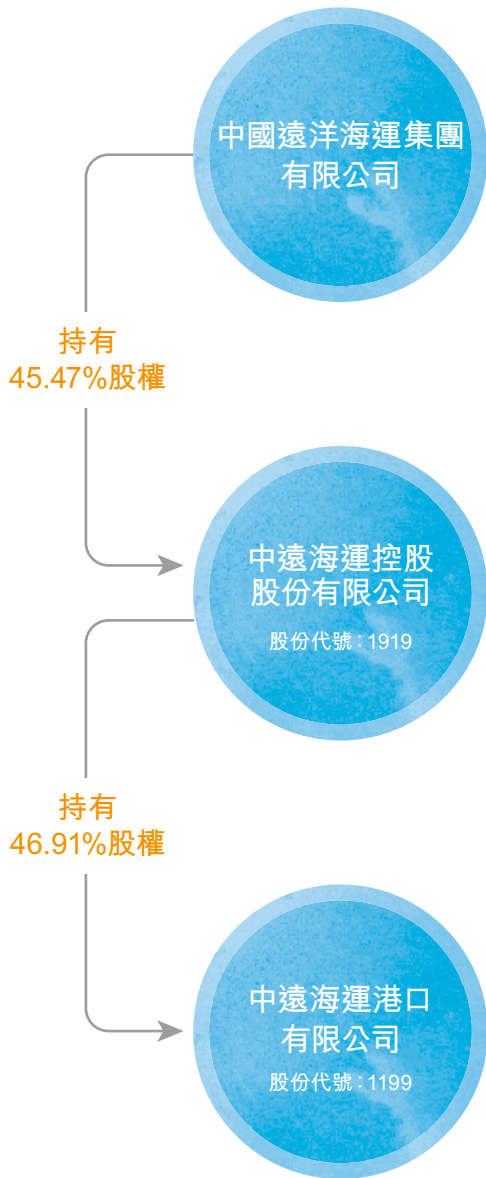 中國遠洋海運集團
有限公司
持有
45.47%股權
中遠海運控股
股份有限公司
股份代號：1919
持有
46.91%股權
中遠海運港口
有限公司
股份代號：1199